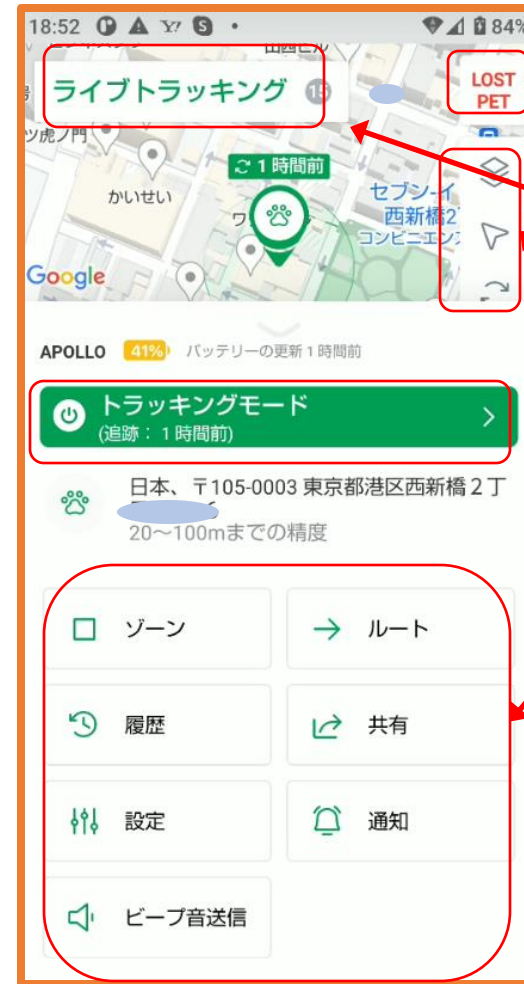 18:52 Y! S • 84%
ライブトラッキング 15
LOST
PET
ツ虎ノ門
1 時間前
かいせい
セブン-イ
西新橋2
コンビニエンス
Google
APOLLO 41% バッテリーの更新 1 時間前
トラッキングモード
(追跡： 1 時間前)
日本、〒105-0003 東京都港区西新橋 2 丁
20～100mまでの精度
ゾーン
ルート
履歴
共有
設定
通知
ビープ音送信